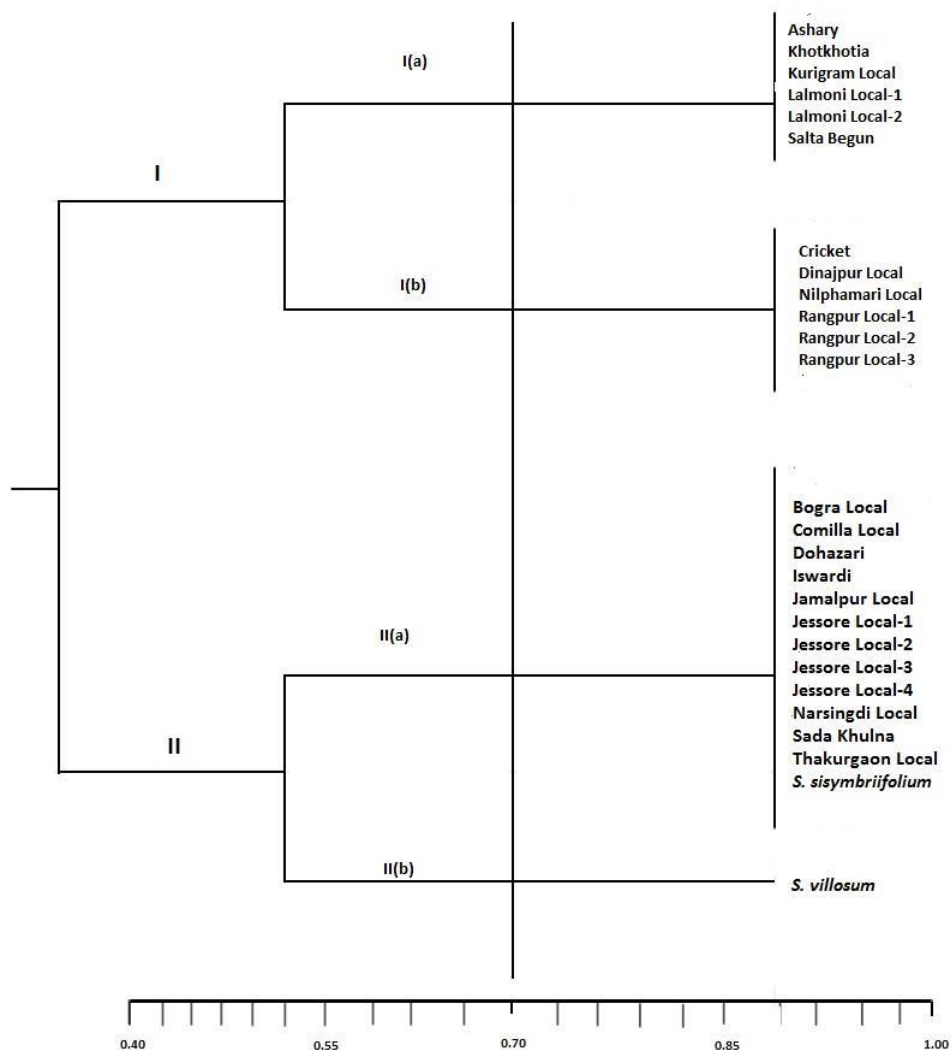 I(a)
Ashary
Khotkhotia
Kurigram Local
Lalmoni Local-1
Lalmoni Local-2
Salta Begun
I
I(b)
Cricket
Dinajpur Local
Nilphamari Local
Rangpur Local-1
Rangpur Local-2
Rangpur Local-3
II(a)
Bogra Local
Comilla Local
Dohazari
Iswardi
Jamalpur Local
Jessore Local-1
Jessore Local-2
Jessore Local-3
Jessore Local-4
Narsingdi Local
Sada Khulna
Thakurgaon Local
S. sisymbriifolium
II
II(b)
S. villosum
0.40 0.55 0.70 0.85 1.00